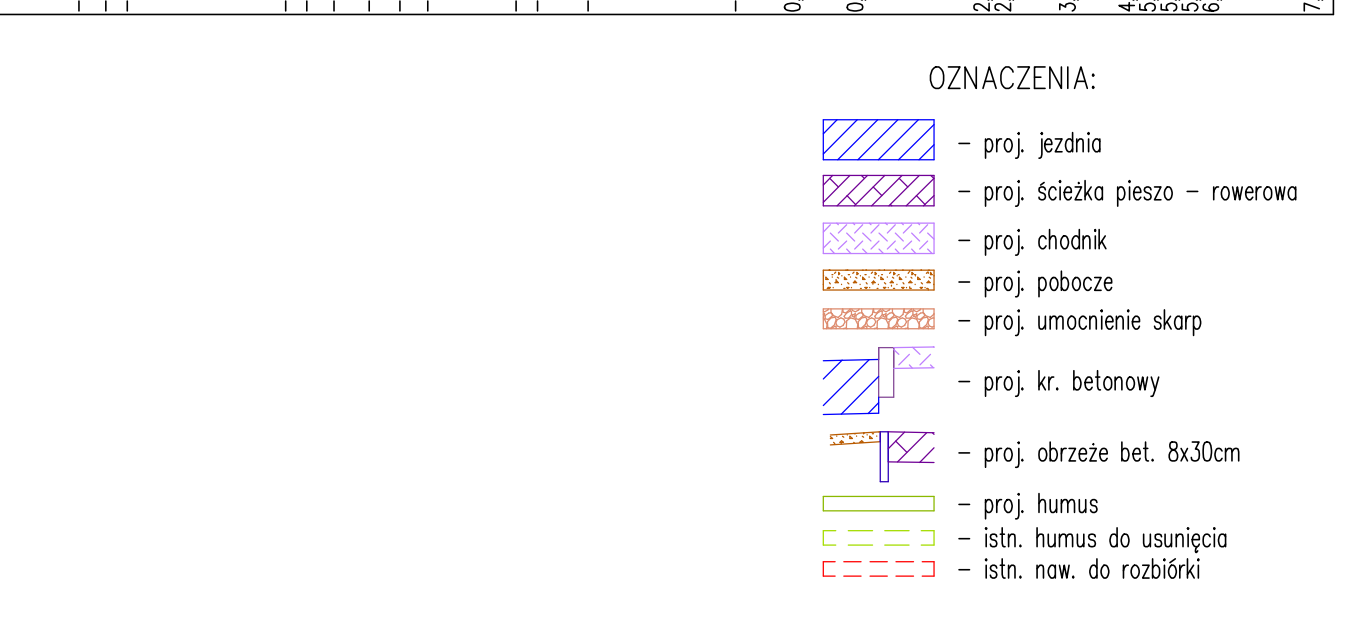 OZNACZENIA:
– proj. jezdnia
– proj. ścieżka pieszo – rowerowa
– proj. chodnik
– proj. pobocze
– proj. umocnienie skarp
– proj. kr. betonowy
– proj. obrzeże bet. 8x30cm
– proj. humus
– istn. humus do usunięcia
– istn. naw. do rozbiórki